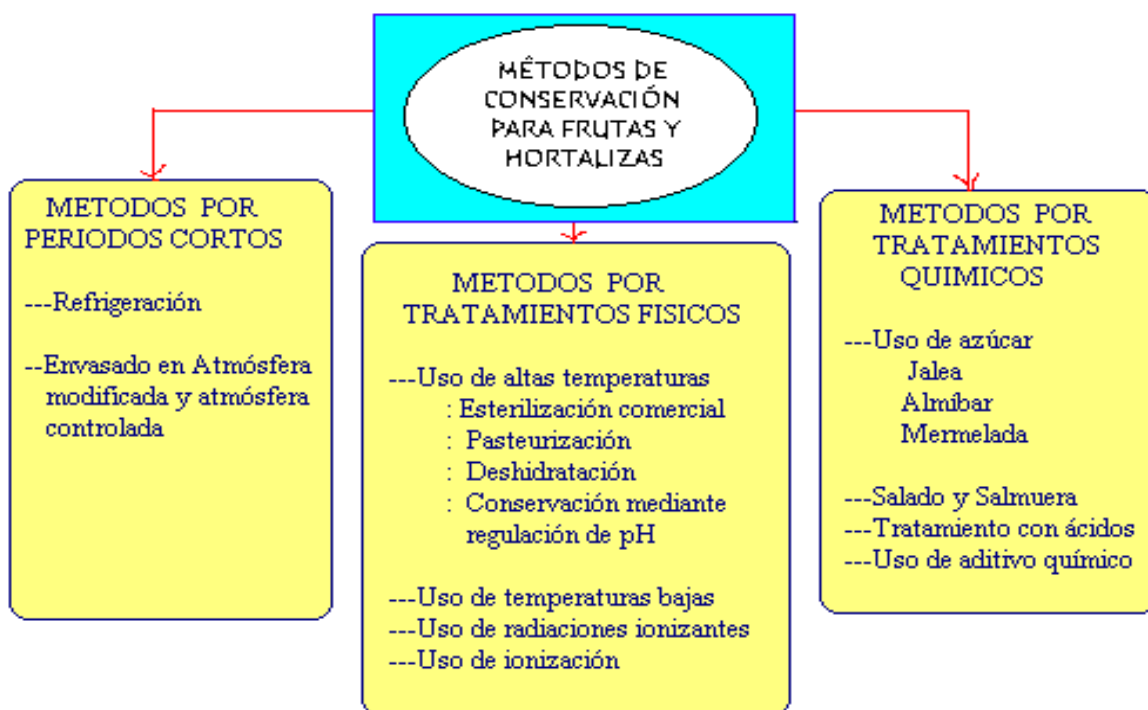 MÉTODOS DE
CONSERVACIÓN
PARA FRUTAS Y
HORTALIZAS
METODOS POR
PERIODOS CORTOS
---Refrigeración
--Envasado en Atmósfera
modificada y atmósfera
controlada
METODOS POR
TRATAMIENTOS FISICOS
---Uso de altas temperaturas
: Esterilización comercial
: Pasteurización
: Deshidratación
: Conservación mediante
regulación de pH
---Uso de temperaturas bajas
---Uso de radiaciones ionizantes
---Uso de ionización
METODOS POR
TRATAMIENTOS
QUIMICOS
---Uso de azúcar
Jalea
Almíbar
Mermelada
---Salado y Salmuera
---Tratamiento con ácidos
---Uso de aditivo químico